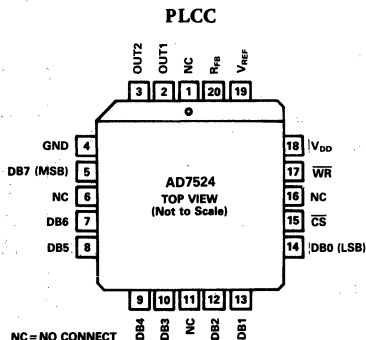 PLCC
OUT2 OUT1 NC RFB VREF
3 2 1 20 19
GND 4
DB7 (MSB) 5
NC 6
DB6 7
DB5 8
18 VDD
17 W̅R̅
16 NC
15 C̅S̅
14 DB0 (LSB)
AD7524
TOP VIEW
(Not to Scale)
9 10 11 12 13
DB4 DB3 NC DB2 DB1
NC = NO CONNECT